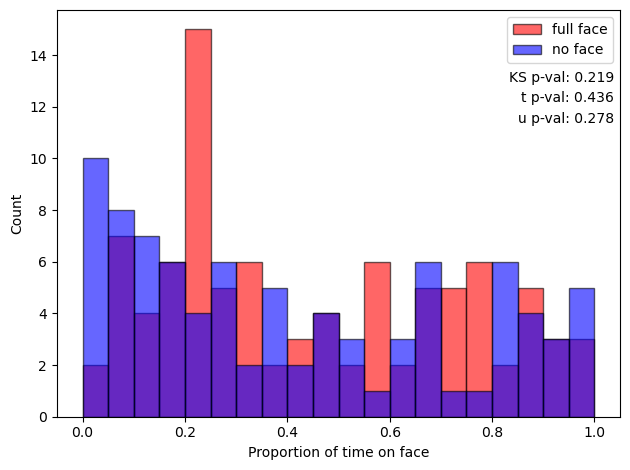 full face
no face
KS p-val: 0.219
t p-val: 0.436
u p-val: 0.278
Count
14
12
10
8
6
4
2
0
0.0 0.2 0.4 0.6 0.8 1.0
Proportion of time on face